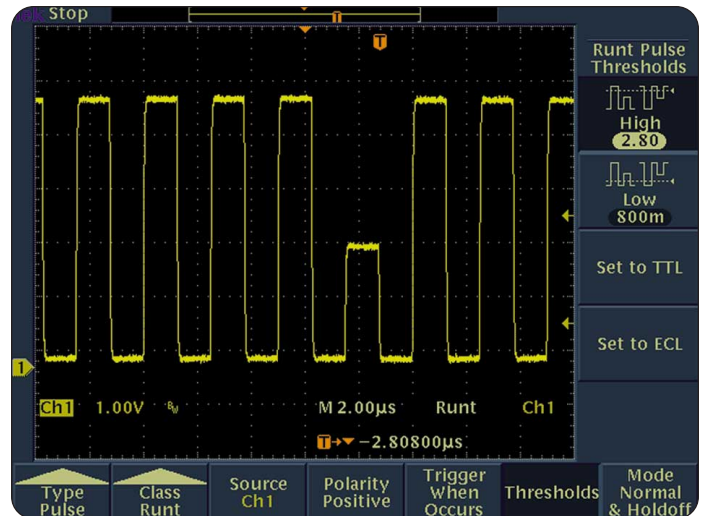 Stop
T
T
Runt Pulse
Thresholds
High
2.80
Low
800m
Set to TTL
Set to ECL
1
Ch1 1.00V BW M 2.00µs Runt Ch1
T→▼ −2.80800µs
Type
Pulse
Class
Runt
Source
Ch1
Polarity
Positive
Trigger
When
Occurs
Thresholds
Mode
Normal
& Holdoff